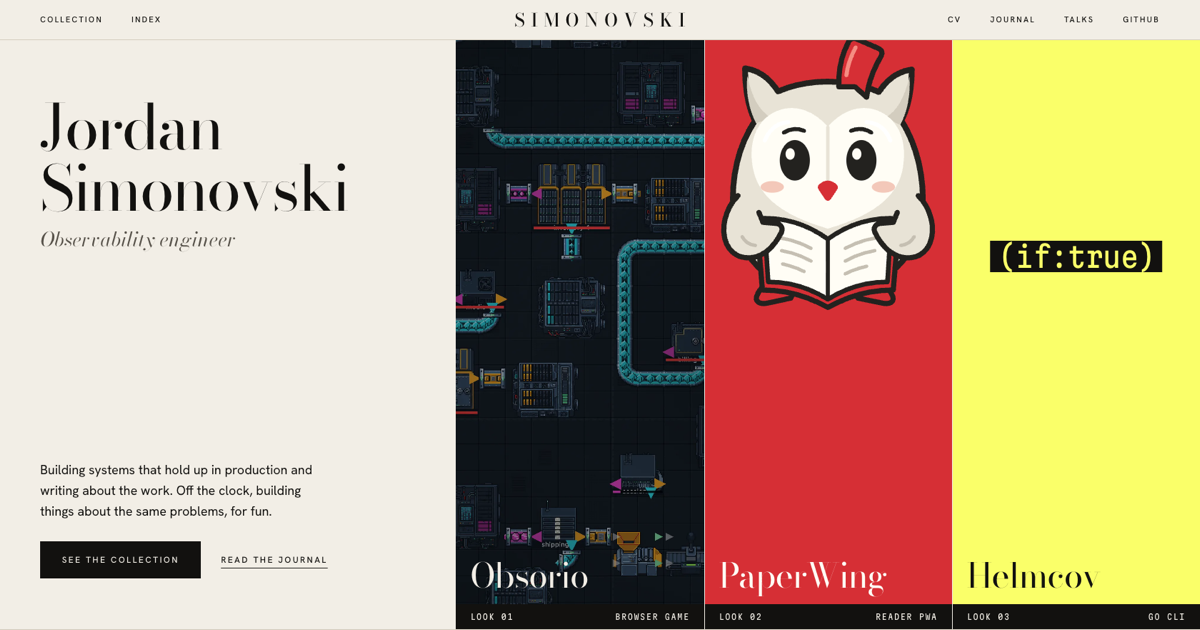 COLLECTION INDEX SIMONOVSKI CV JOURNAL TALKS GITHUB
Jordan
Simonovski
Observability engineer
Building systems that hold up in production and
writing about the work. Off the clock, building
things about the same problems, for fun.
SEE THE COLLECTION READ THE JOURNAL
shipping
Obsorio
LOOK 01 BROWSER GAME
PaperWing
LOOK 02 READER PWA
(if:true)
Helmcov
LOOK 03 GO CLI